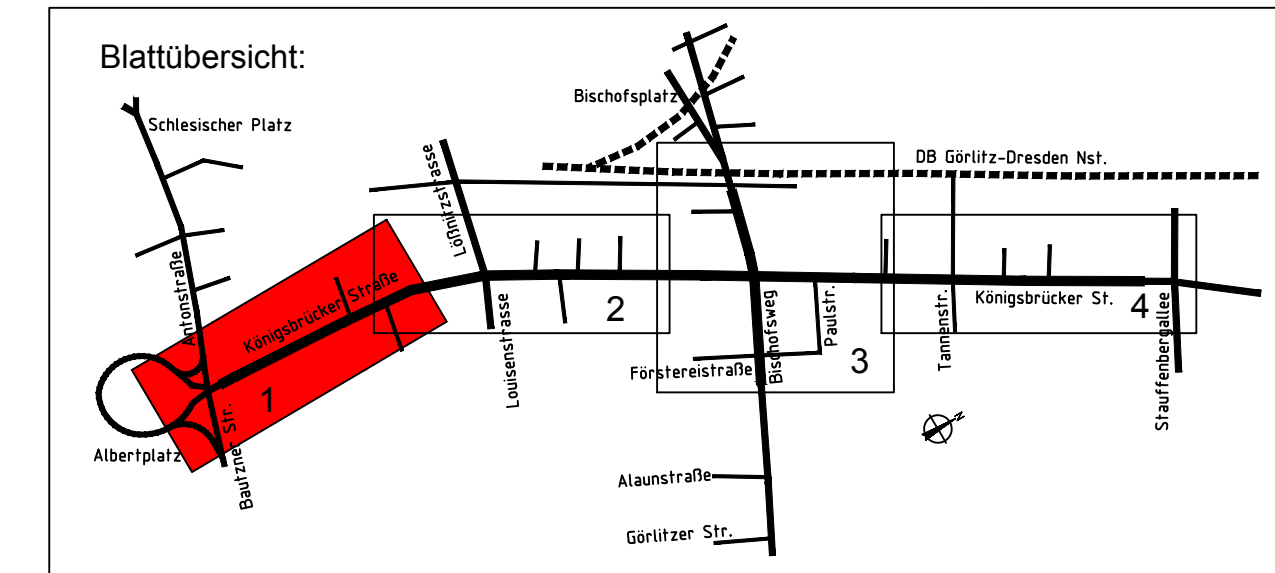 Blattübersicht:
Schlesischer Platz
Bischofsplatz
DB Görlitz-Dresden Nst.
Lößnirzstrasse
Antonstraße
Königsbrücker Straße
1
Albertplatz
Bautzner Str.
Louisenstrasse
2
Förstereistraße
Bischofsweg
Paulstr.
3
Tannenstr.
Königsbrücker St.
4
Stauffenbergallee
N
Alaunstraße
Görlitzer Str.